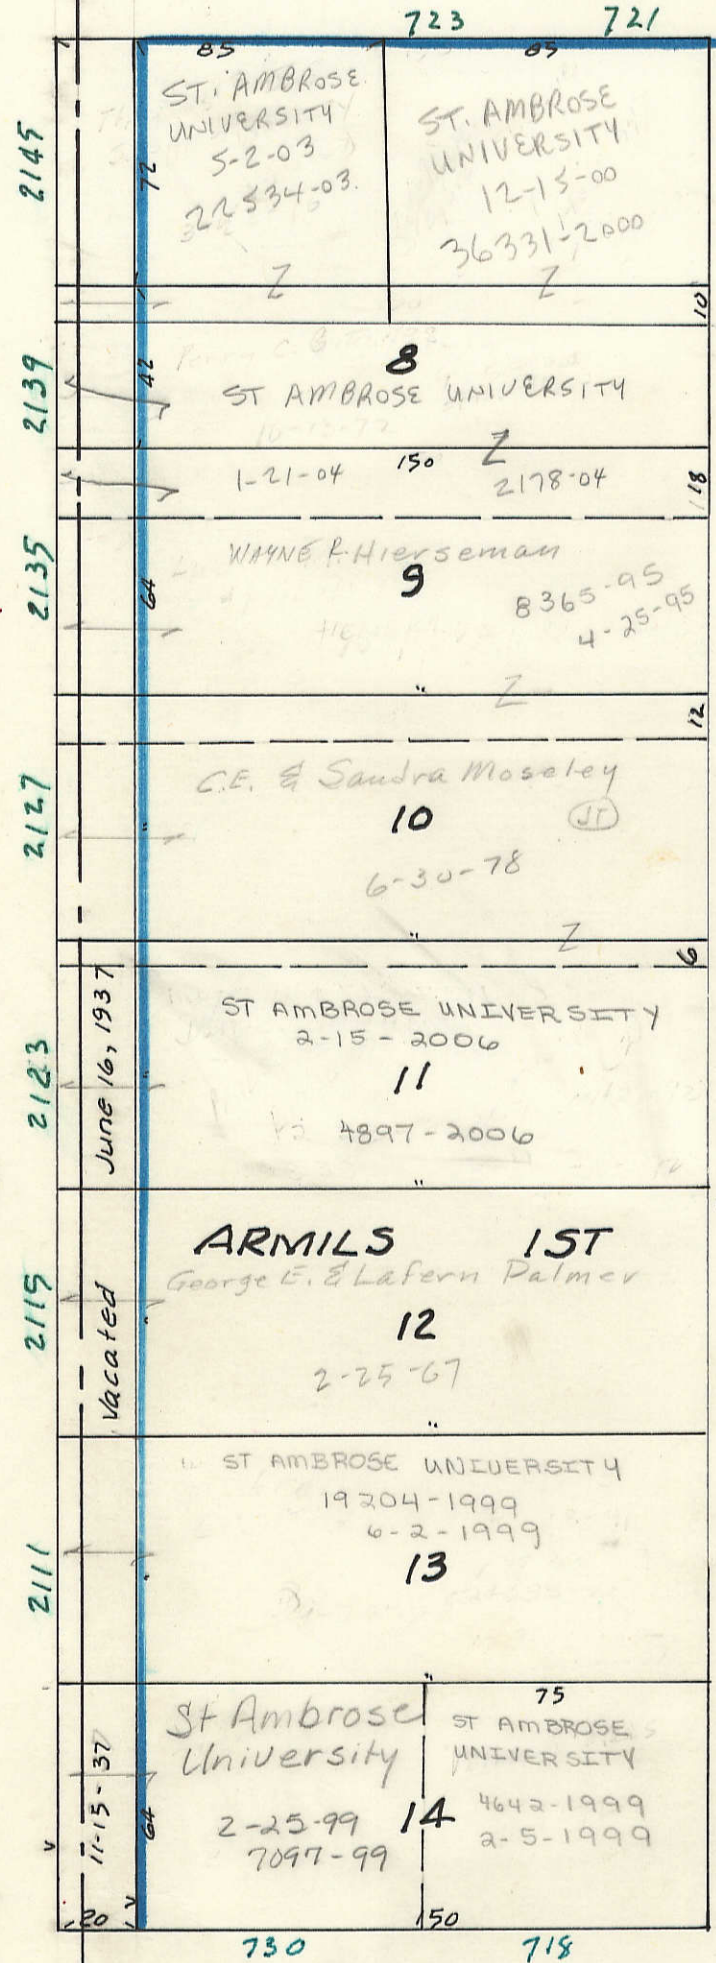 723 721
85 85
2145
72
ST. AMBROSE
UNIVERSITY
5-2-03
22534-03.
Z
ST. AMBROSE
UNIVERSITY
12-15-00
36331-2000
Z
10
2139
42
8
ST AMBROSE UNIVERSITY
Z
1-21-04 150 2178-04
18
2135
64
WAYNE R. Hierseman
9
8365-95
4-25-95
" Z
12
2127
"
C.E. & Sandra Moseley
10 JT
6-30-78
" Z
6
2123
"
ST AMBROSE UNIVERSITY
2-15-2006
11
4897-2006
"
June 16, 1937
Vacated
2115
"
ARMILS 1ST
George E. & Lafern Palmer
12
2-25-67
"
2111
"
ST AMBROSE UNIVERSITY
19204-1999
6-2-1999
13
"
11-15-37
64
St Ambrose
University
2-25-99
7097-99
14
75
ST AMBROSE
UNIVERSITY
4642-1999
2-5-1999
20 150
730 718